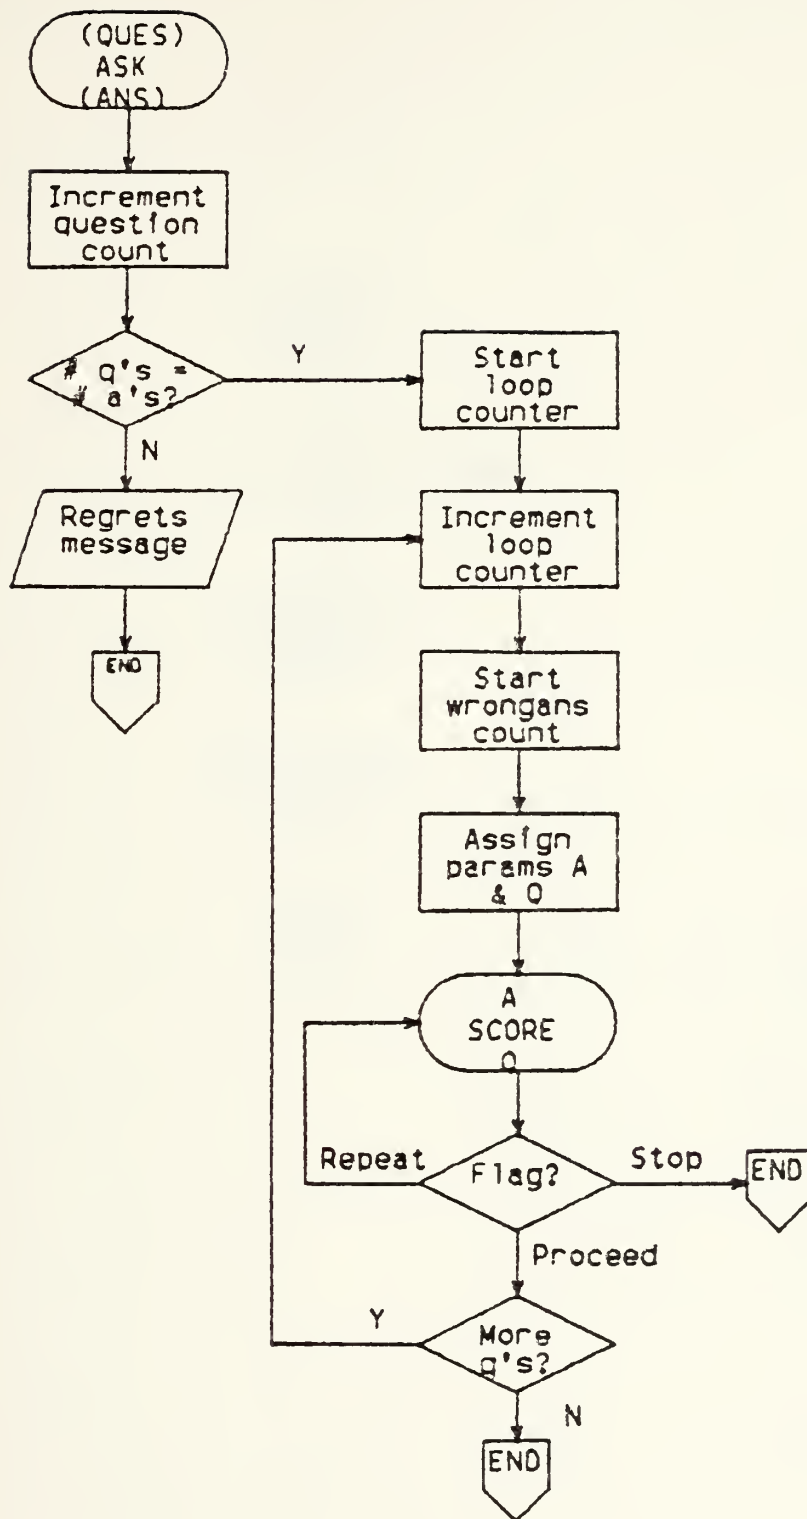 (QUES)
ASK
(ANS)
Increment
question
count
# q's =
# a's?
Y
N
Start
loop
counter
Regrets
message
Increment
loop
counter
END
Start
wrongans
count
Assign
params A
& Q
A
SCORE
Q
Repeat
Flag?
Stop
END
Proceed
Y
More
q's?
N
END